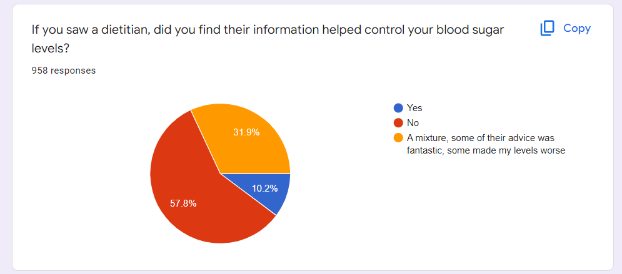 If you saw a dietitian, did you find their information helped control your blood sugar
levels?
Copy
958 responses
Yes
No
A mixture, some of their advice was
fantastic, some made my levels worse
31.9%
10.2%
57.8%